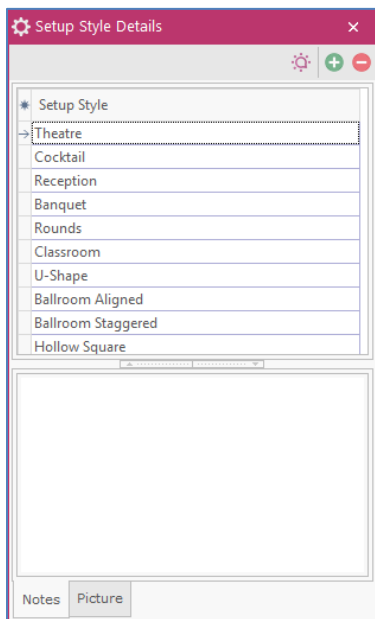 Setup Style Details
Setup Style
Theatre
Cocktail
Reception
Banquet
Rounds
Classroom
U-Shape
Ballroom Aligned
Ballroom Staggered
Hollow Square
Notes Picture